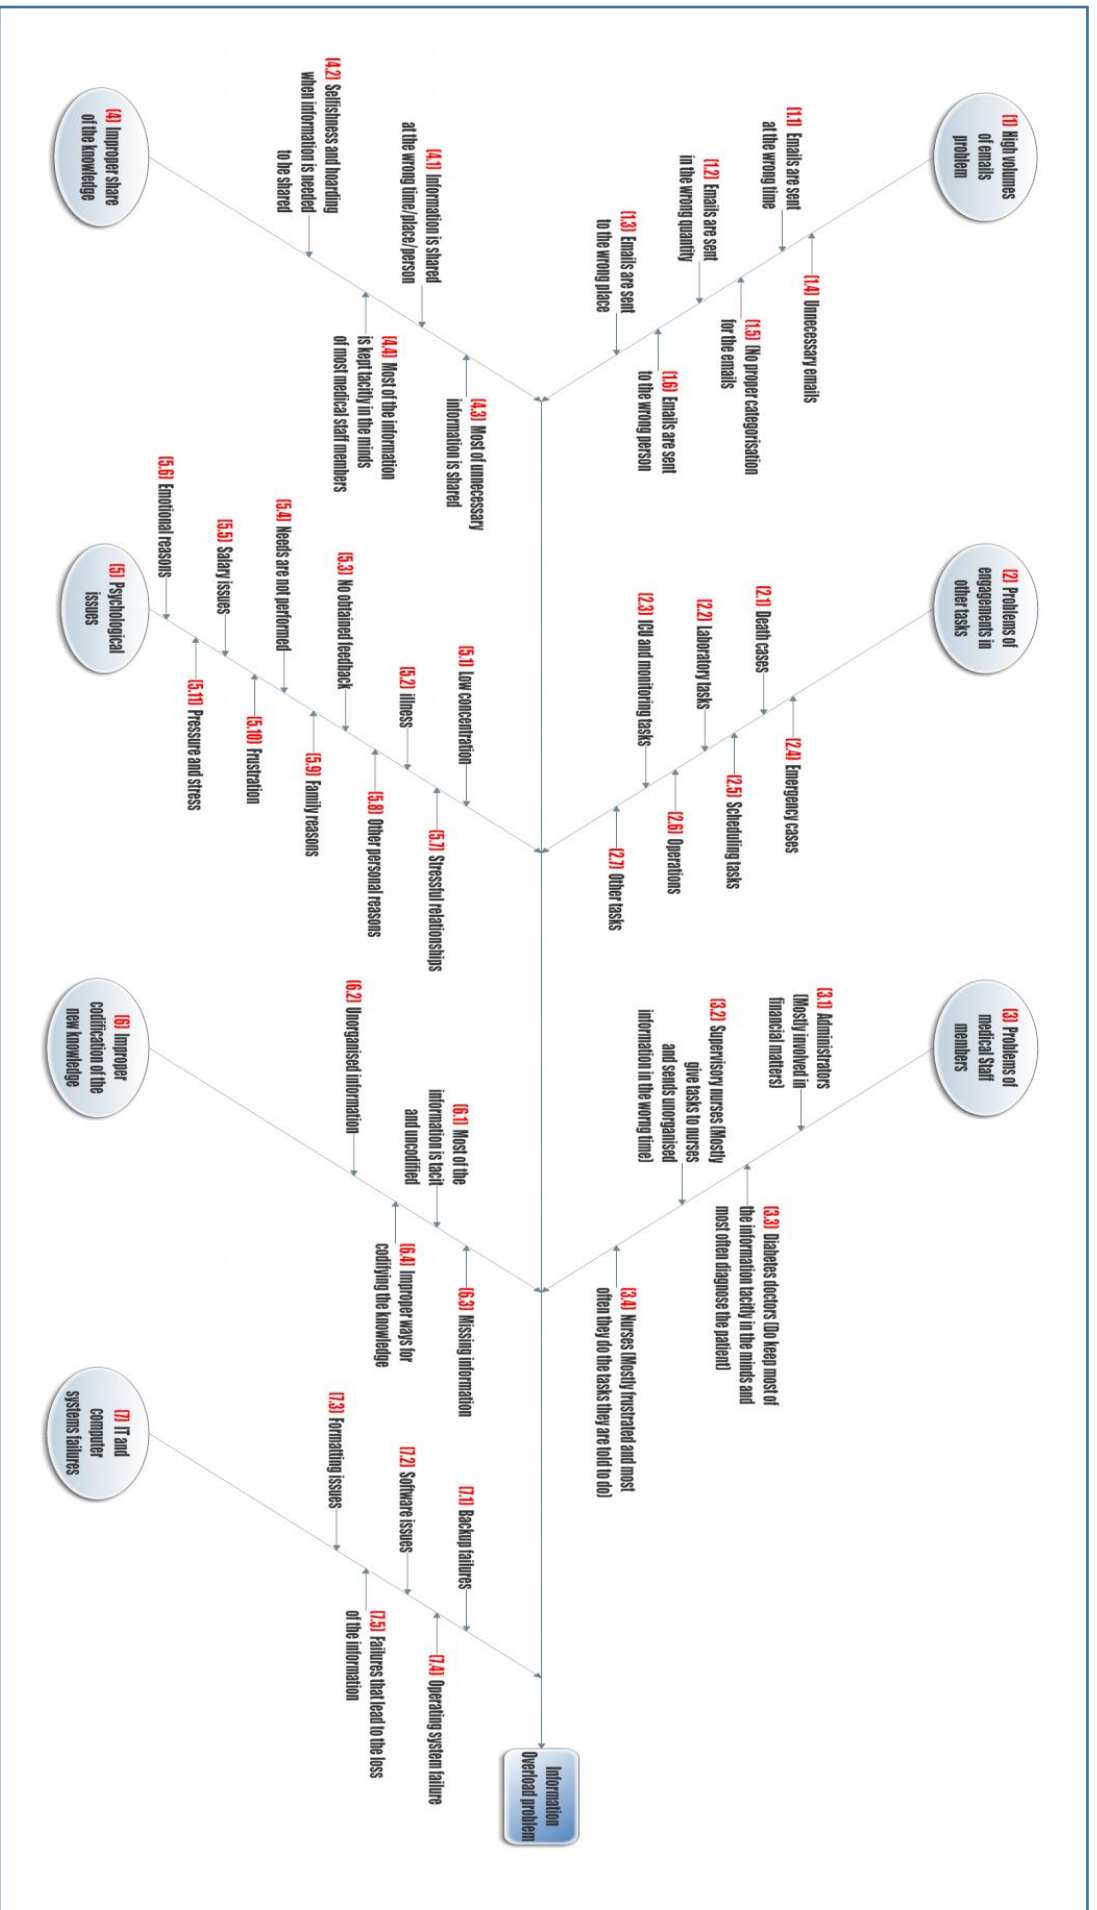 (1) High volumes
of emails
problem
(1.1) Emails are sent
at the wrong time
(1.2) Emails are sent
in the wrong quantity
(1.3) Emails are sent
to the wrong place
(1.4) Unnecessary emails
(1.5) (No proper categorisation
for the emails
(1.6) Emails are sent
to the wrong person
(2) Problems of
engagements in
other tasks
(2.1) Death cases
(2.2) Laboratory tasks
(2.3) ICU and monitoring tasks
(2.4) Emergency cases
(2.5) Scheduling tasks
(2.6) Operations
(2.7) Other tasks
(3) Problems of
medical Staff
members
(3.1) Administrators
(Mostly involved in
financial matters)
(3.2) Supervisory nurses (Mostly
give tasks to nurses
and sends unorganised
information in the worng time)
(3.3) Diabetes doctors (Do keep most of
the information tacitly in the minds and
most often diagnose the patient)
(3.4) Nurses (Mostly frustrated and most
often they do the tasks they are told to do)
Information
Overload problem
(4.1) Information is shared
at the wrong time/place/person
(4.2) Selfishness and hoarding
when information is needed
to be shared
(4.3) Most of unnecessary
information is shared
(4.4) Most of the information
is kept tacitly in the minds
of most medical staff members
(4) Improper share
of the knowledge
(5.1) Low concentration
(5.2) illness
(5.3) No obtained feedback
(5.4) Needs are not performed
(5.5) Salary issues
(5.6) Emotional reasons
(5.7) Stressful relationships
(5.8) Other personal reasons
(5.9) Family reasons
(5.10) Frustration
(5.11) Pressure and stress
(5) Psychological
issues
(6.1) Most of the
information is tacit
and uncodified
(6.2) Unorganised information
(6.3) Missing information
(6.4) Improper ways for
codifying the knowledge
(6) Improper
codification of the
new knowledge
(7.1) Backup failures
(7.2) Software issues
(7.3) Formatting issues
(7.4) Operating system failure
(7.5) Failures that lead to the loss
of the information
(7) IT and
computer
systems failures